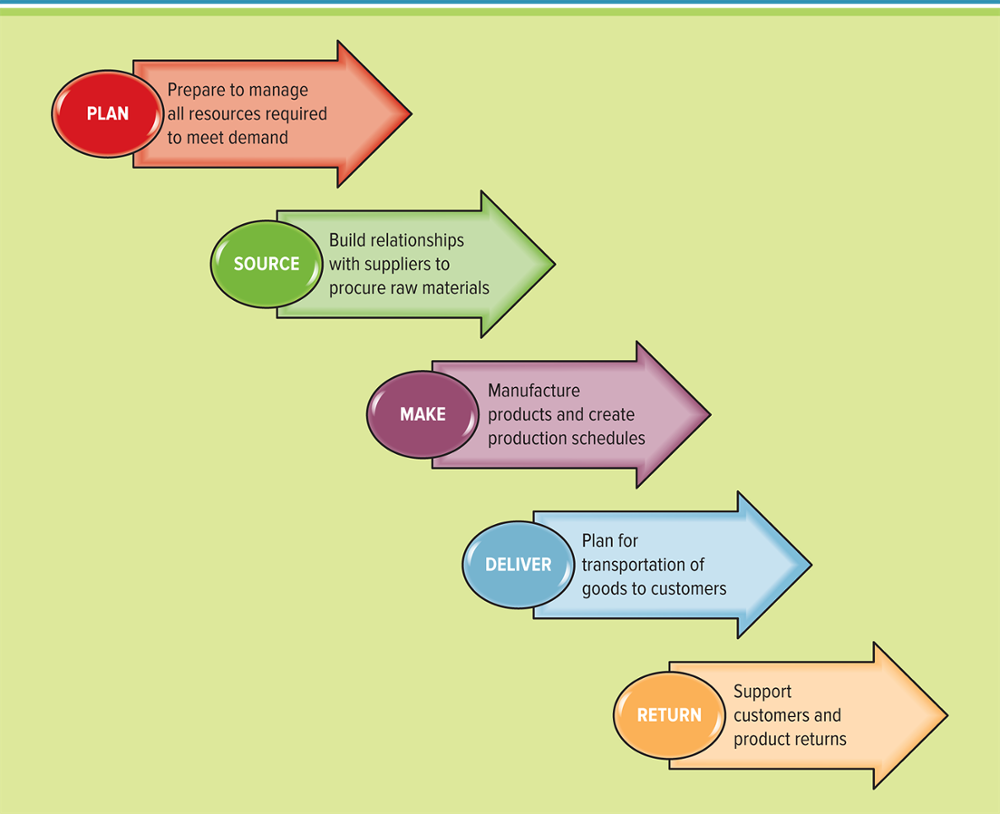 PLAN
Prepare to manage
all resources required
to meet demand
SOURCE
Build relationships
with suppliers to
procure raw materials
MAKE
Manufacture
products and create
production schedules
DELIVER
Plan for
transportation of
goods to customers
RETURN
Support
customers and
product returns